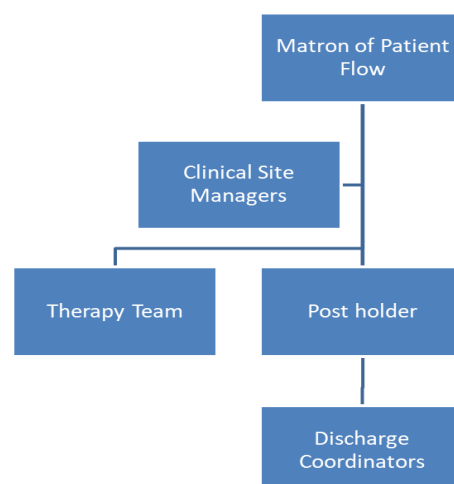 Matron of Patient
Flow
Clinical Site
Managers
Therapy Team
Post holder
Discharge
Coordinators